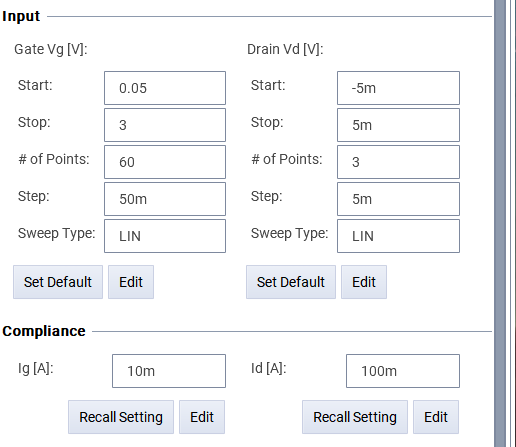 Input
Gate Vg [V]: Drain Vd [V]:
Start: 0.05 Start: -5m
Stop: 3 Stop: 5m
# of Points: 60 # of Points: 3
Step: 50m Step: 5m
Sweep Type: LIN Sweep Type: LIN
Set Default Edit Set Default Edit
Compliance
Ig [A]: 10m Id [A]: 100m
Recall Setting Edit Recall Setting Edit